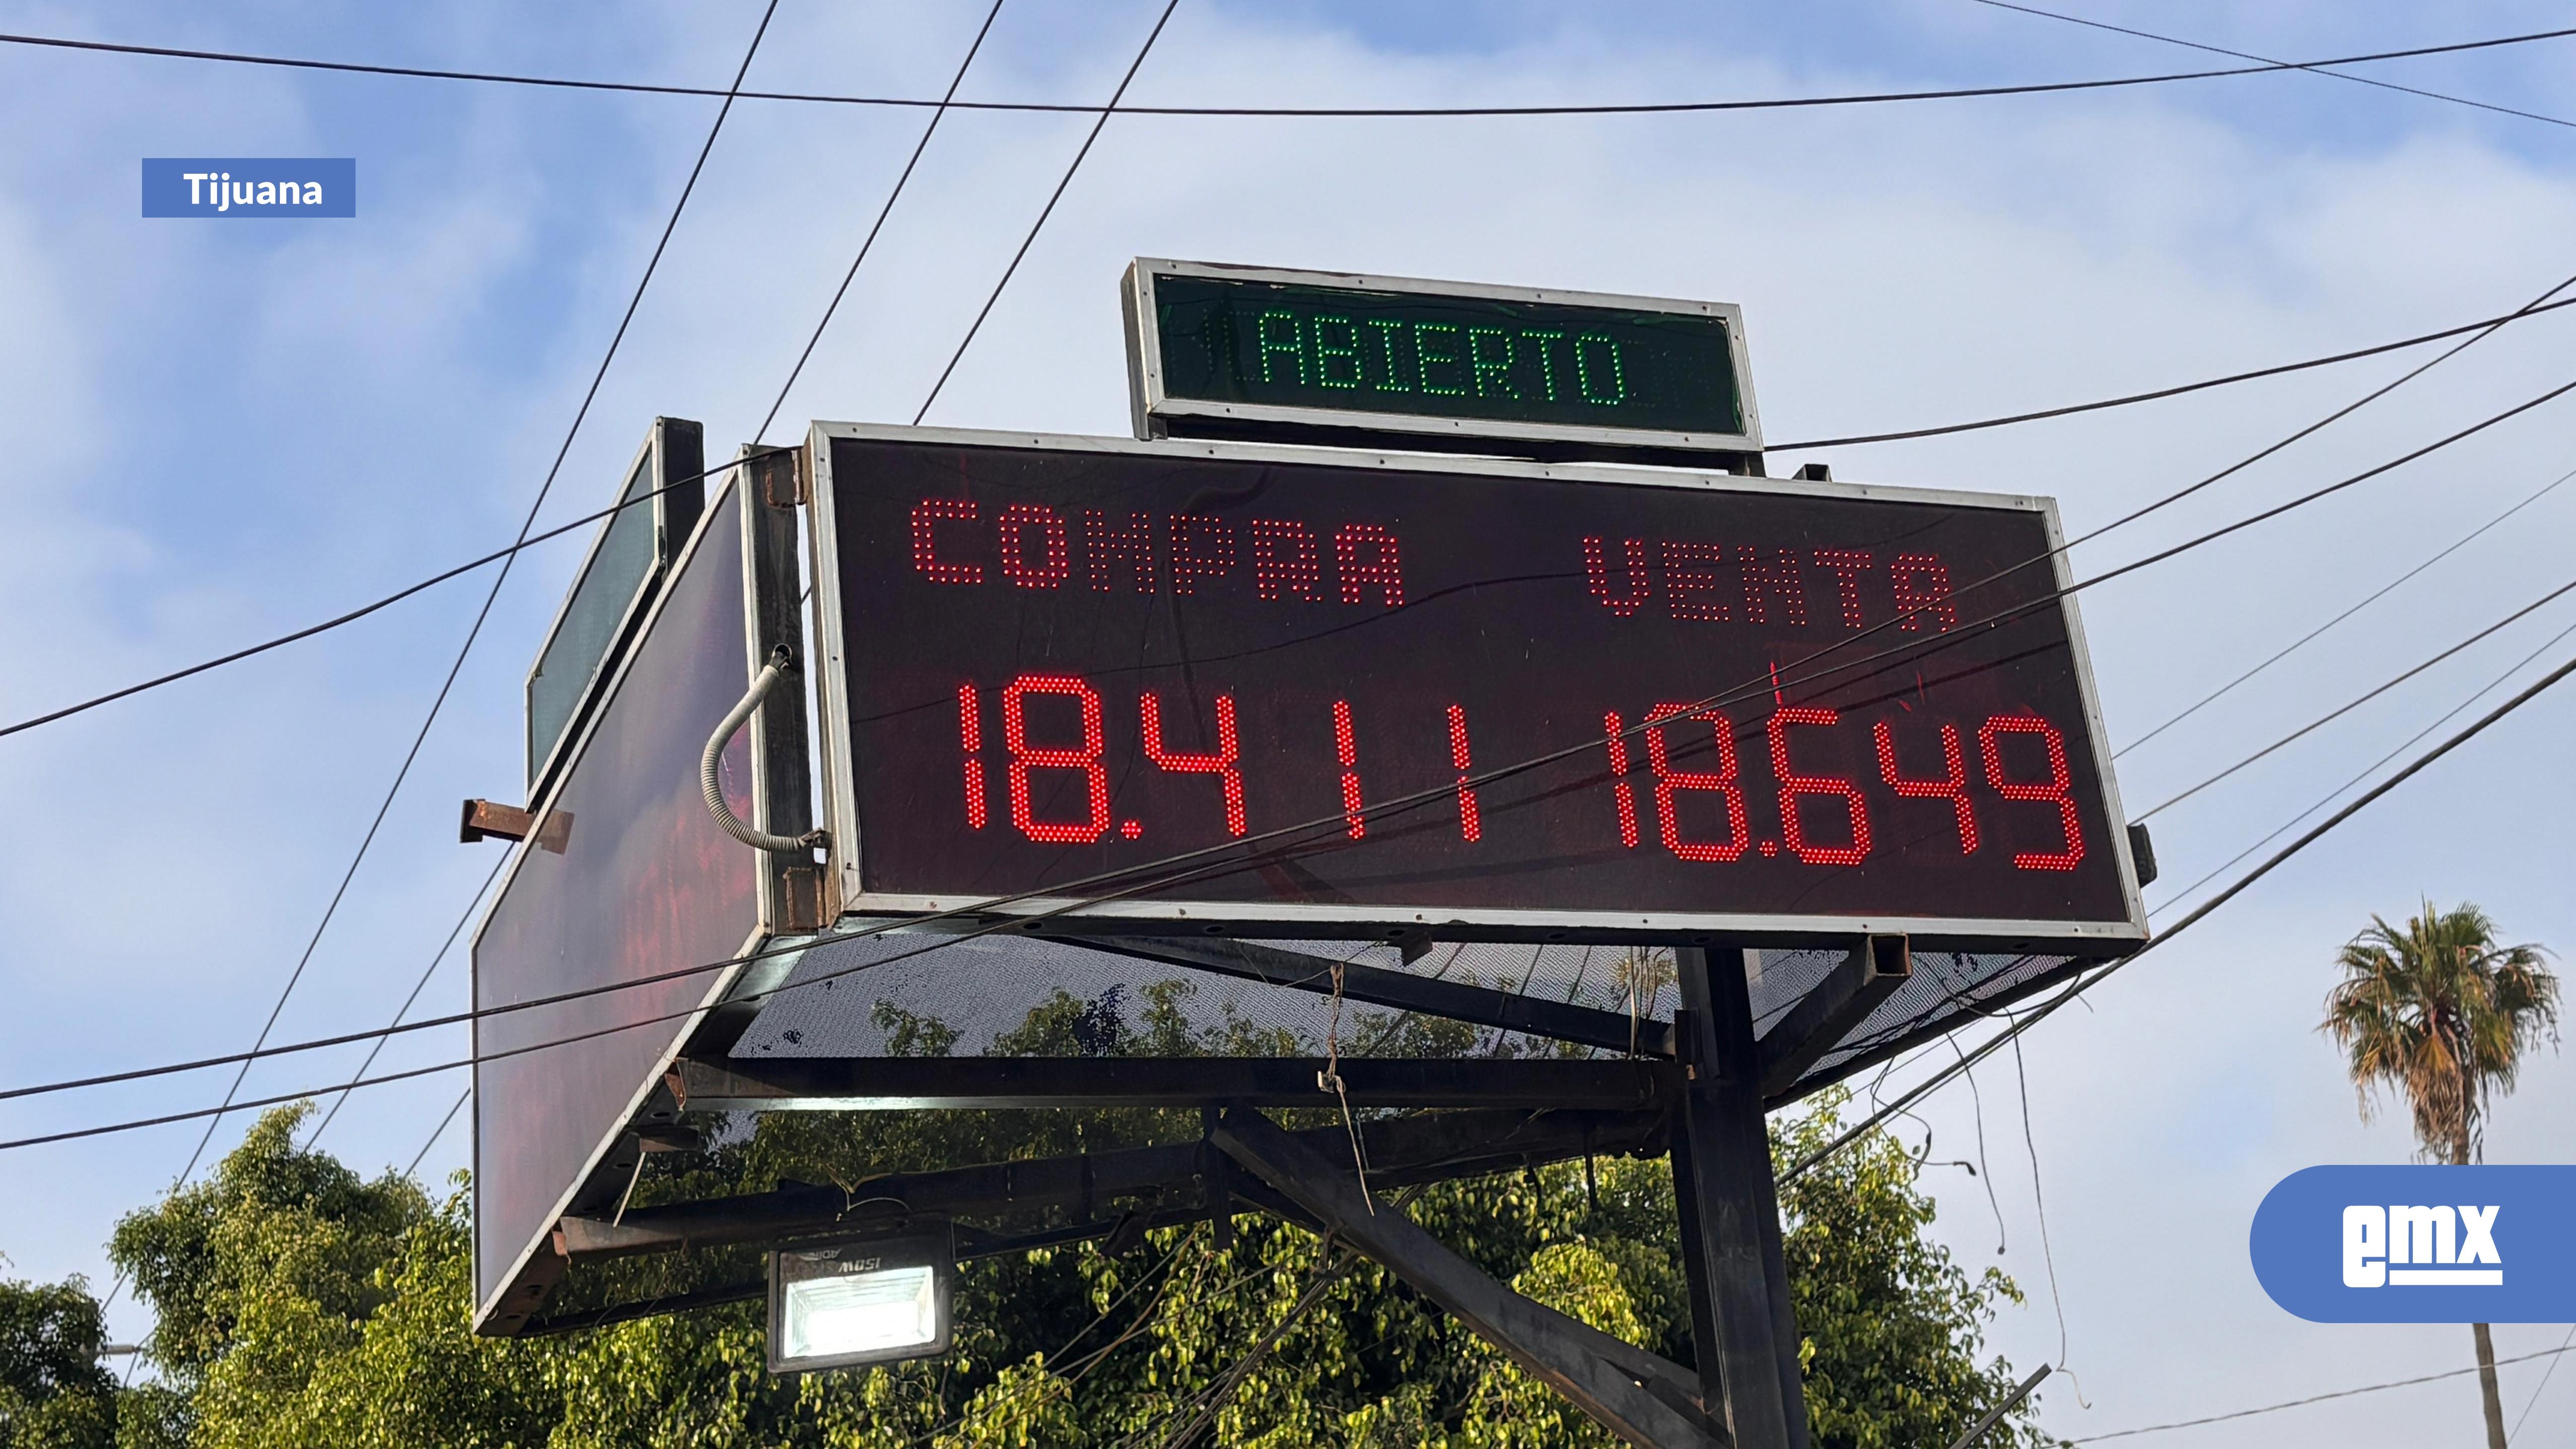 Tijuana
ABIERTO
COMPRA VENTA
18.411 18.649
emx